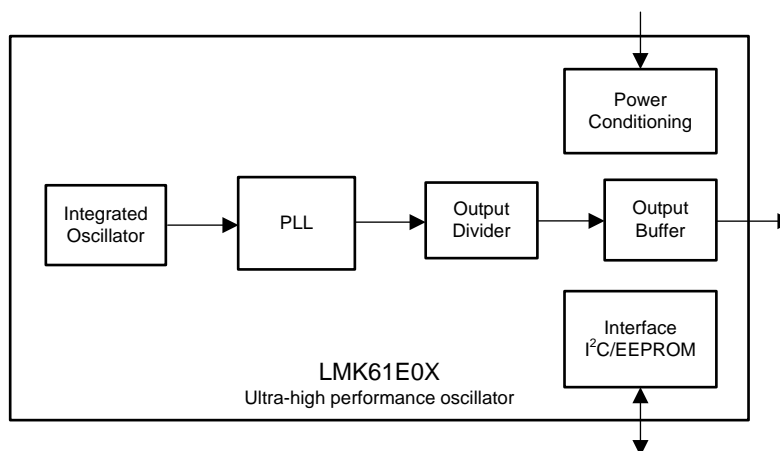 Power
Conditioning
Integrated
Oscillator
PLL
Output
Divider
Output
Buffer
Interface
I²C/EEPROM
LMK61E0X
Ultra-high performance oscillator